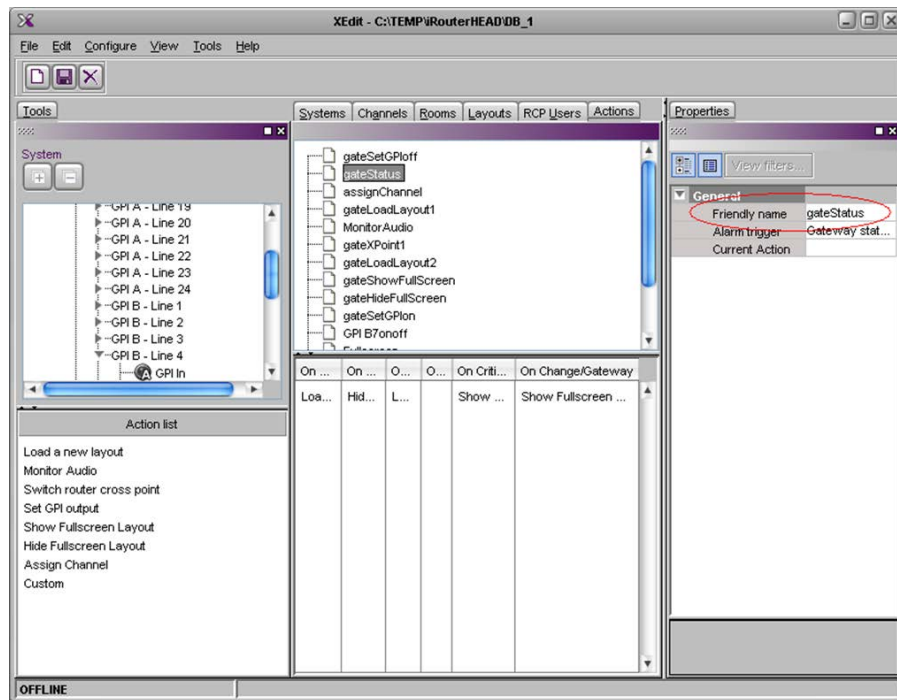 XEdit - C:\TEMP\iRouterHEAD\DB_1
File Edit Configure View Tools Help
Tools
System
GPI A - Line 19
GPI A - Line 20
GPI A - Line 21
GPI A - Line 22
GPI A - Line 23
GPI A - Line 24
GPI B - Line 1
GPI B - Line 2
GPI B - Line 3
GPI B - Line 4
A GPI In
Action list
Load a new layout
Monitor Audio
Switch router cross point
Set GPI output
Show Fullscreen Layout
Hide Fullscreen Layout
Assign Channel
Custom
Systems Channels Rooms Layouts RCP Users Actions
gateSetGPIoff
gateStatus
assignChannel
gateLoadLayout1
MonitorAudio
gateXPoint1
gateLoadLayout2
gateShowFullScreen
gateHideFullScreen
gateSetGPIon
GPI B7onoff
Fullscreen
On ... On ... O... O... On Criti... On Change/Gateway
Loa... Hid... L... Show ... Show Fullscreen ...
Properties
View filters...
General
Friendly name gateStatus
Alarm trigger Gateway stat...
Current Action
OFFLINE